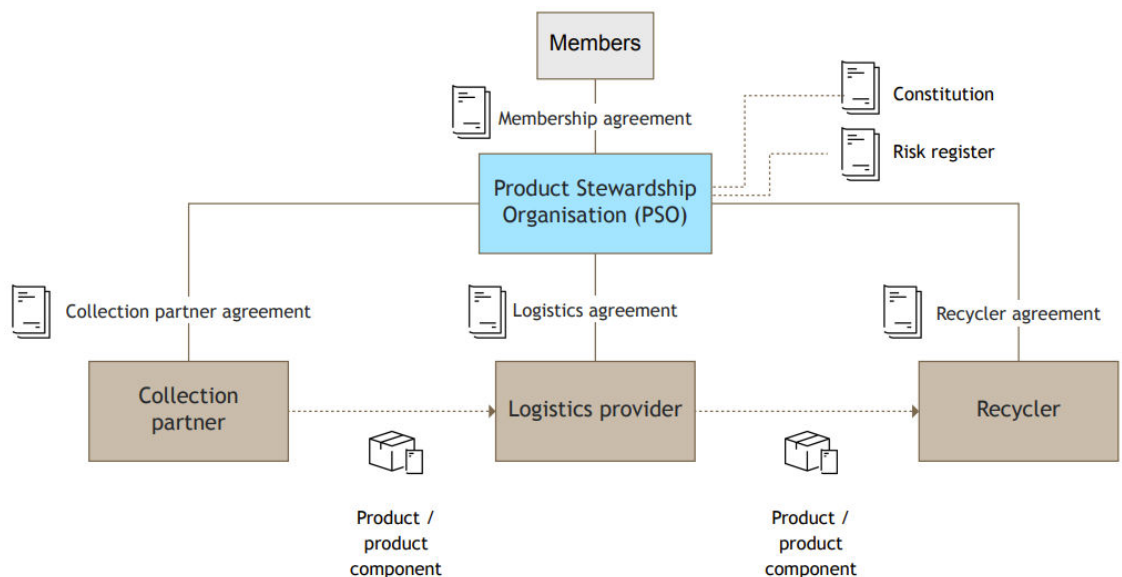 Members
Constitution
Membership agreement
Risk register
Product Stewardship
Organisation (PSO)
Collection partner agreement
Logistics agreement
Recycler agreement
Collection
partner
Logistics provider
Recycler
Product /
product
component
Product /
product
component